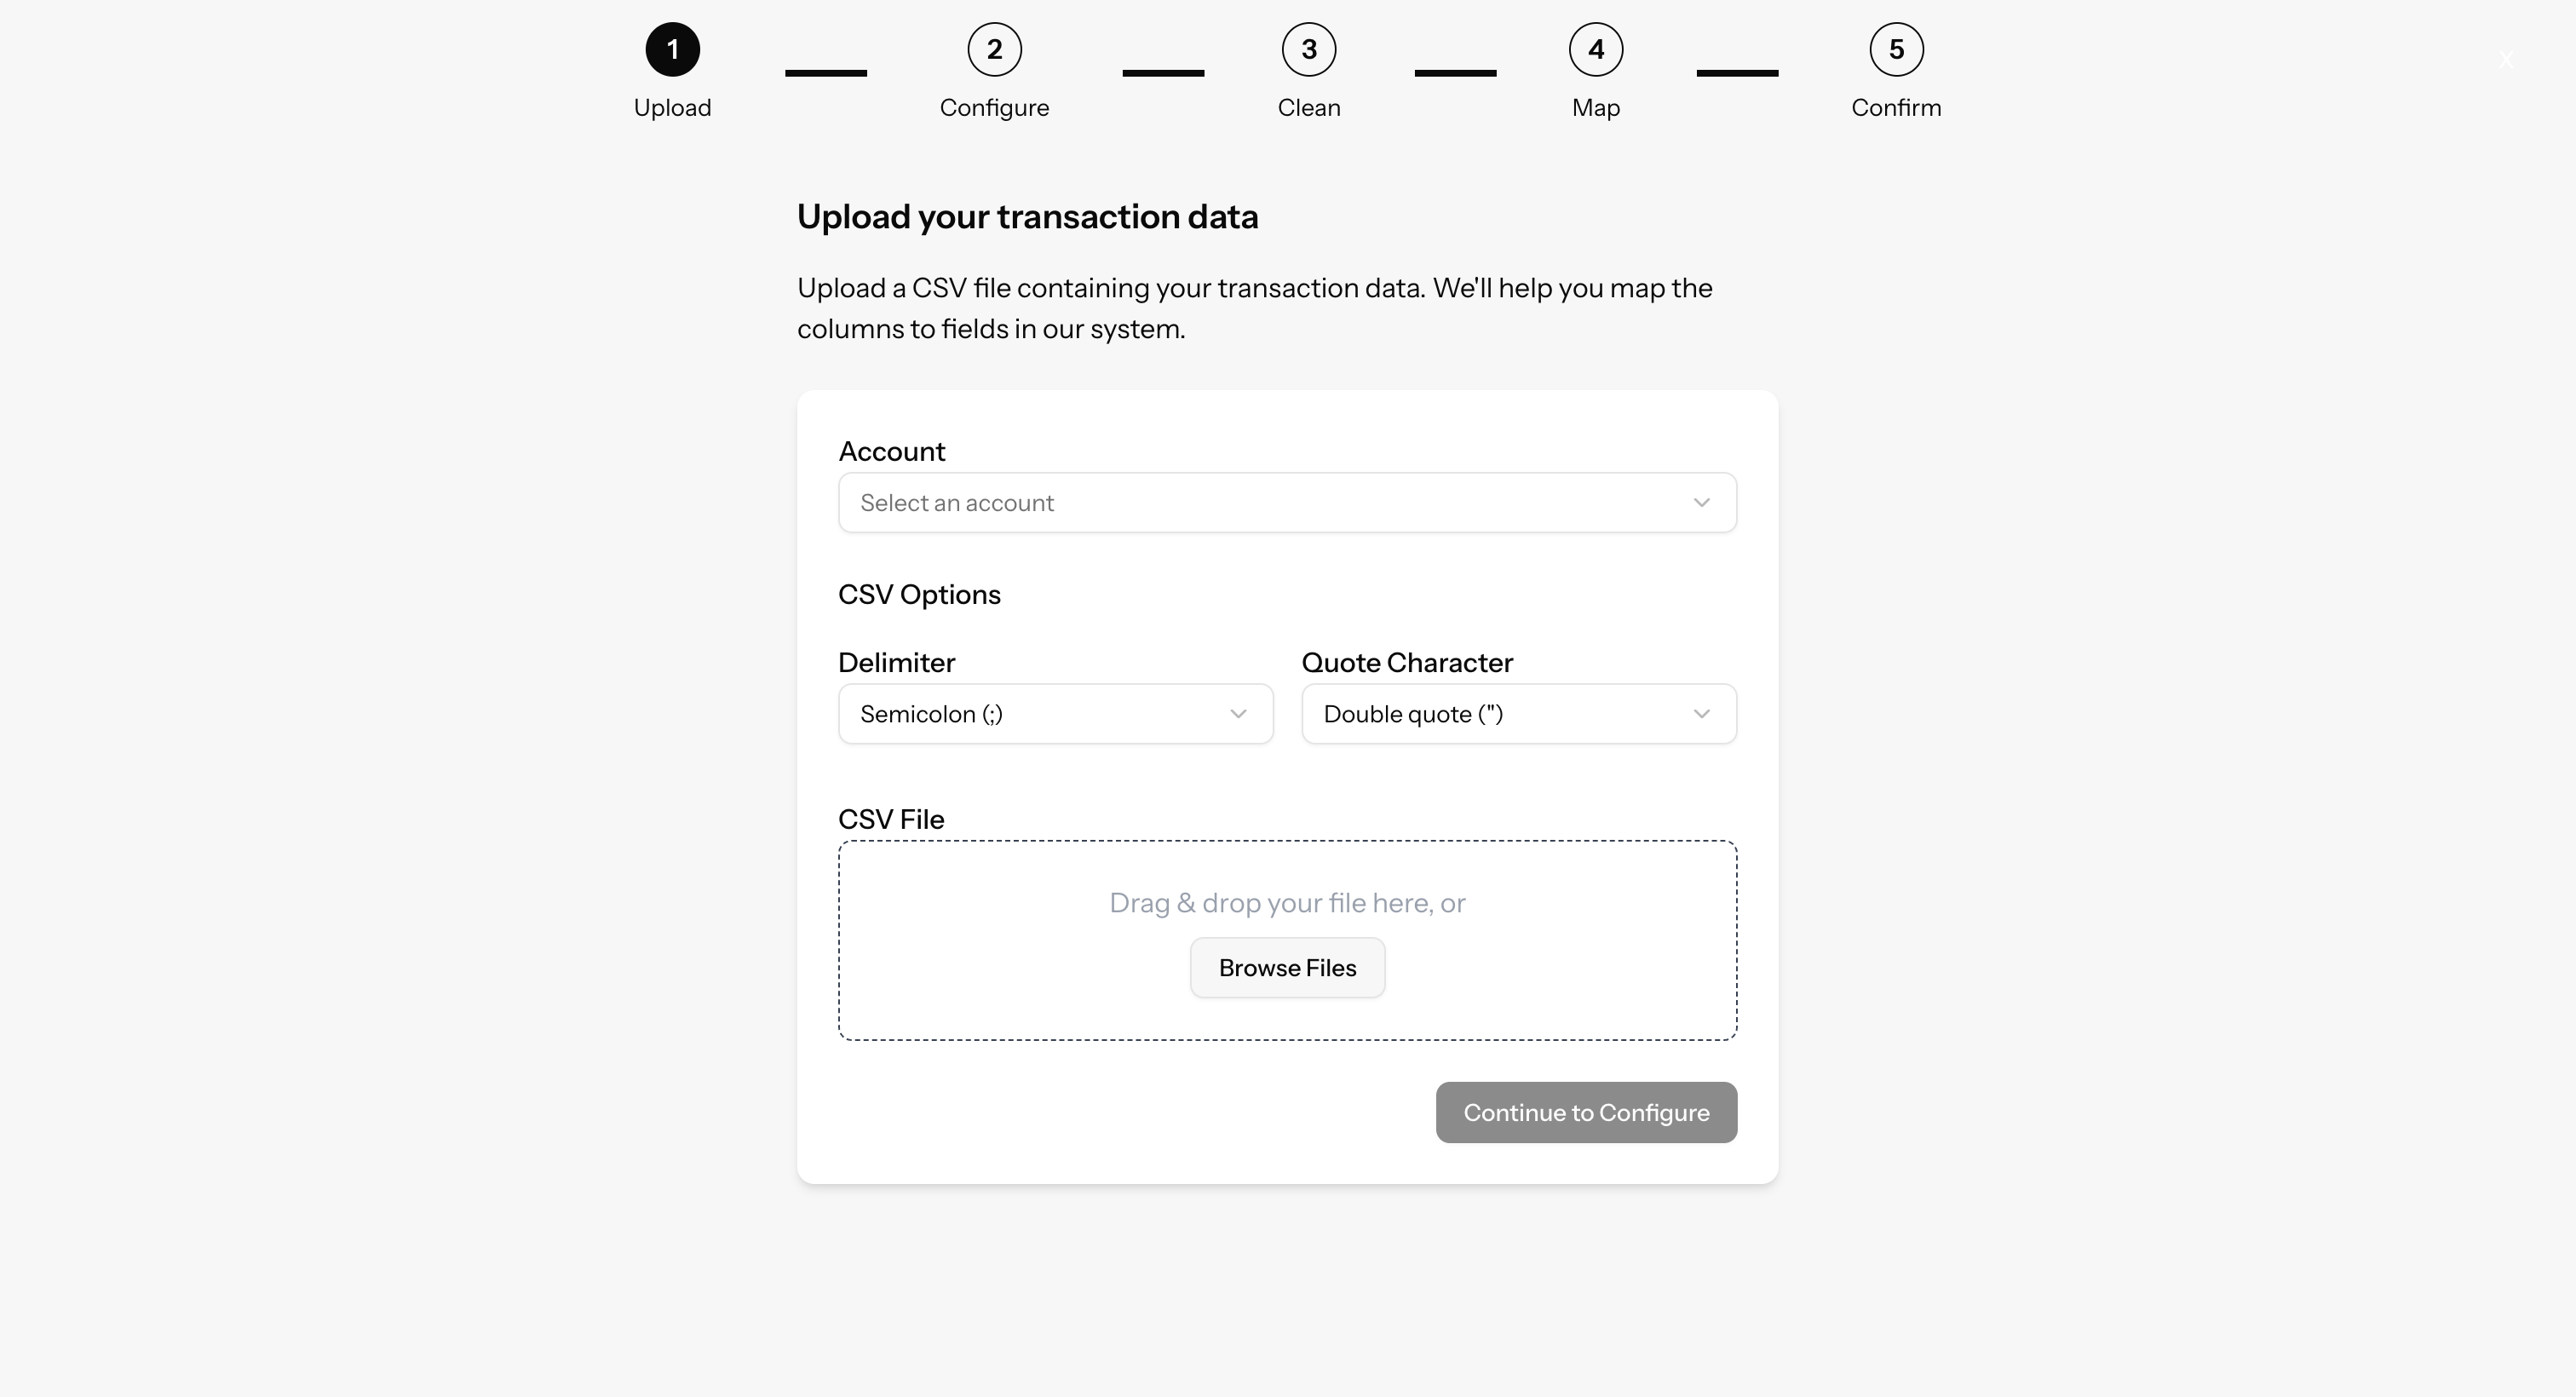 1 2 3 4 5 X
Upload Configure Clean Map Confirm
Upload your transaction data
Upload a CSV file containing your transaction data. We'll help you map the
columns to fields in our system.
Account
Select an account
CSV Options
Delimiter Quote Character
Semicolon (;) Double quote (")
CSV File
Drag & drop your file here, or
Browse Files
Continue to Configure